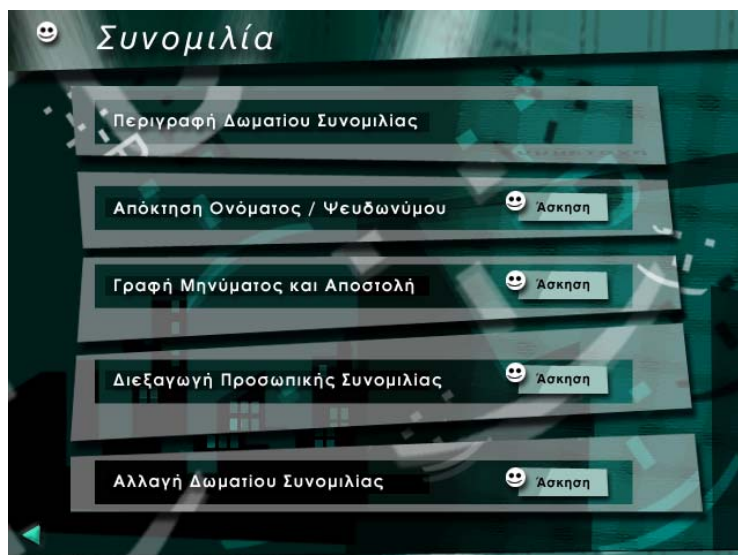 Συνομιλία
Περιγραφή Δωματίου Συνομιλίας
Απόκτηση Ονόματος / Ψευδωνύμου
Άσκηση
Γραφή Μηνύματος και Αποστολή
Άσκηση
Διεξαγωγή Προσωπικής Συνομιλίας
Άσκηση
Αλλαγή Δωματίου Συνομιλίας
Άσκηση